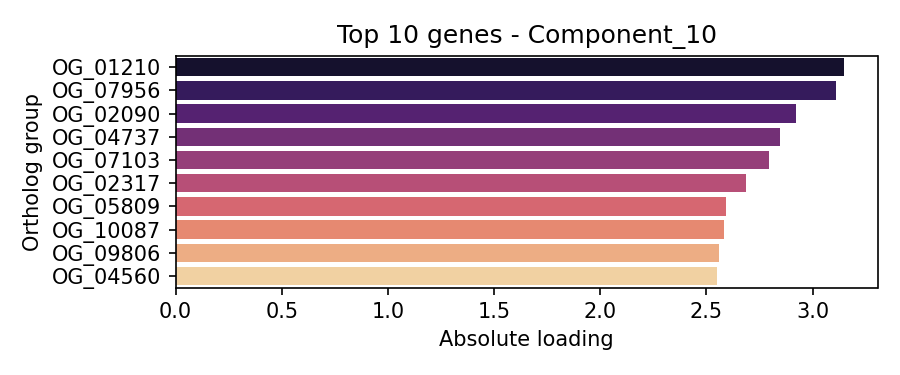 Top 10 genes - Component_10
Ortholog group
OG_01210
OG_07956
OG_02090
OG_04737
OG_07103
OG_02317
OG_05809
OG_10087
OG_09806
OG_04560
0.0 0.5 1.0 1.5 2.0 2.5 3.0
Absolute loading